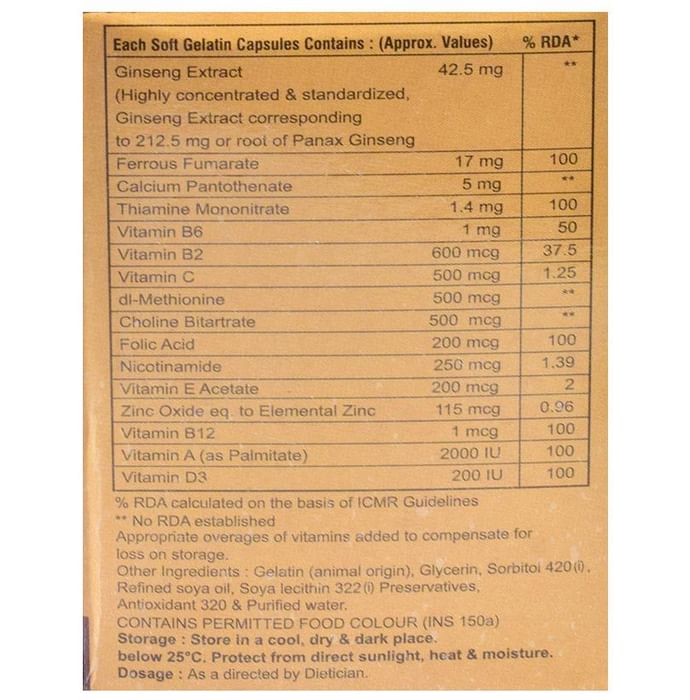 Each Soft Gelatin Capsules Contains : (Approx. Values) % RDA*
Ginseng Extract 42.5 mg **
(Highly concentrated & standardized,
Ginseng Extract corresponding
to 212.5 mg or root of Panax Ginseng
Ferrous Fumarate 17 mg 100
Calcium Pantothenate 5 mg **
Thiamine Mononitrate 1.4 mg 100
Vitamin B6 1 mg 50
Vitamin B2 600 mcg 37.5
Vitamin C 500 mcg 1.25
dl-Methionine 500 mcg **
Choline Bitartrate 500 mcg **
Folic Acid 200 mcg 100
Nicotinamide 256 mcg 1.39
Vitamin E Acetate 200 mcg 2
Zinc Oxide eq. to Elemental Zinc 115 mcg 0.96
Vitamin B12 1 mcg 100
Vitamin A (as Palmitate) 2000 IU 100
Vitamin D3 200 IU 100
% RDA calculated on the basis of ICMR Guidelines
** No RDA established
Appropriate overages of vitamins added to compensate for
loss on storage.
Other Ingredients : Gelatin (animal origin), Glycerin, Sorbitol 420(i),
Refined soya oil, Soya lecithin 322(i) Preservatives,
Antioxidant 320 & Purified water.
CONTAINS PERMITTED FOOD COLOUR (INS 150a)
Storage : Store in a cool, dry & dark place.
below 25°C. Protect from direct sunlight, heat & moisture.
Dosage : As a directed by Dietician.